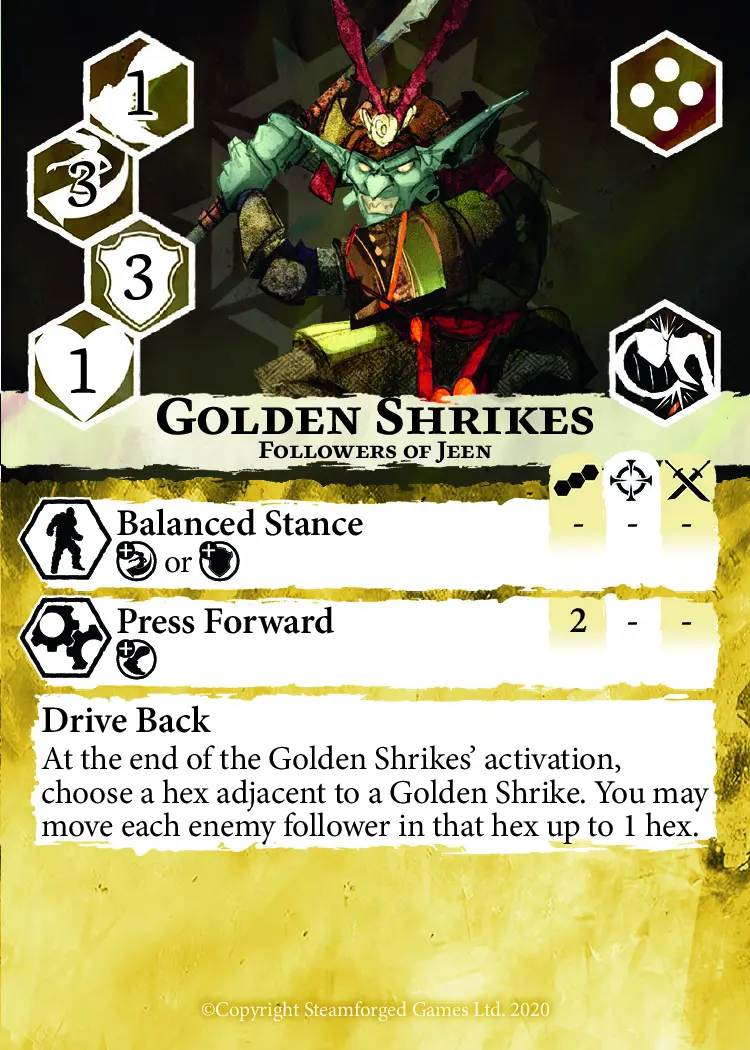 1
3
3
1
Golden Shrikes
Followers of Jeen
Balanced Stance
- - -
or
Press Forward
2 - -
Drive Back
At the end of the Golden Shrikes’ activation,
choose a hex adjacent to a Golden Shrike. You may
move each enemy follower in that hex up to 1 hex.
©Copyright Steamforged Games Ltd. 2020